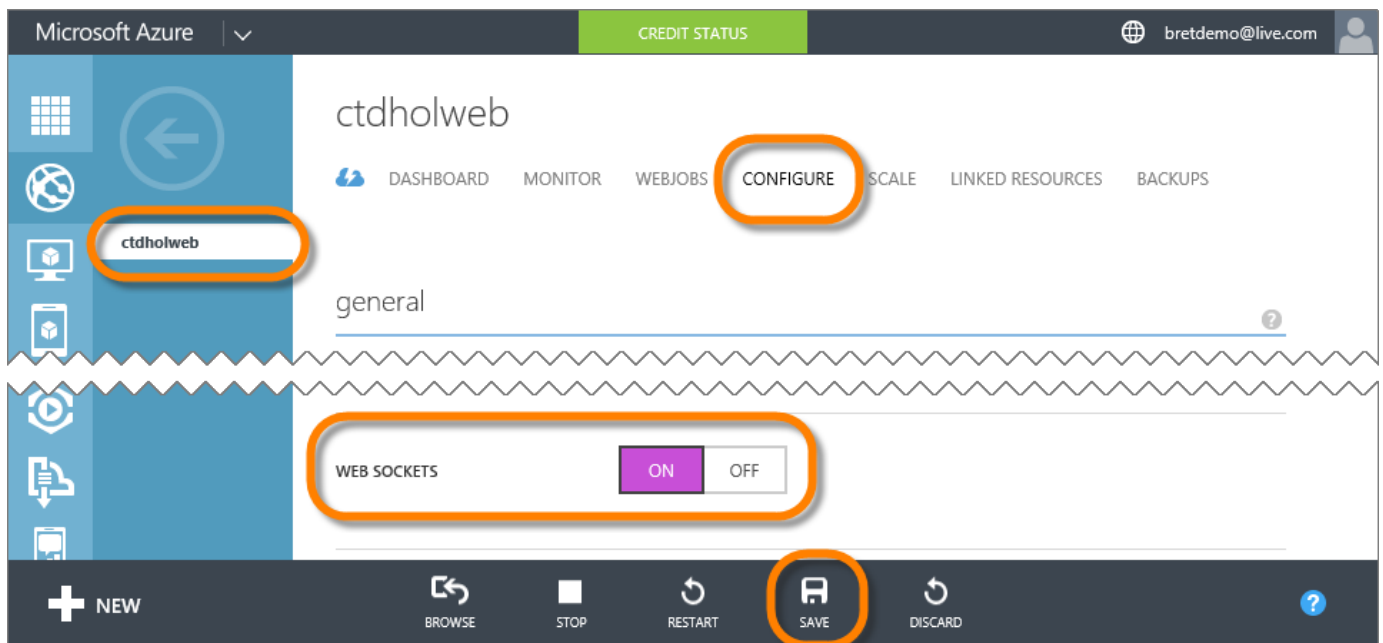 Microsoft Azure
CREDIT STATUS
bretdemo@live.com
ctdholweb
DASHBOARD MONITOR WEBJOBS CONFIGURE SCALE LINKED RESOURCES BACKUPS
ctdholweb
general
?
WEB SOCKETS ON OFF
NEW BROWSE STOP RESTART SAVE DISCARD ?